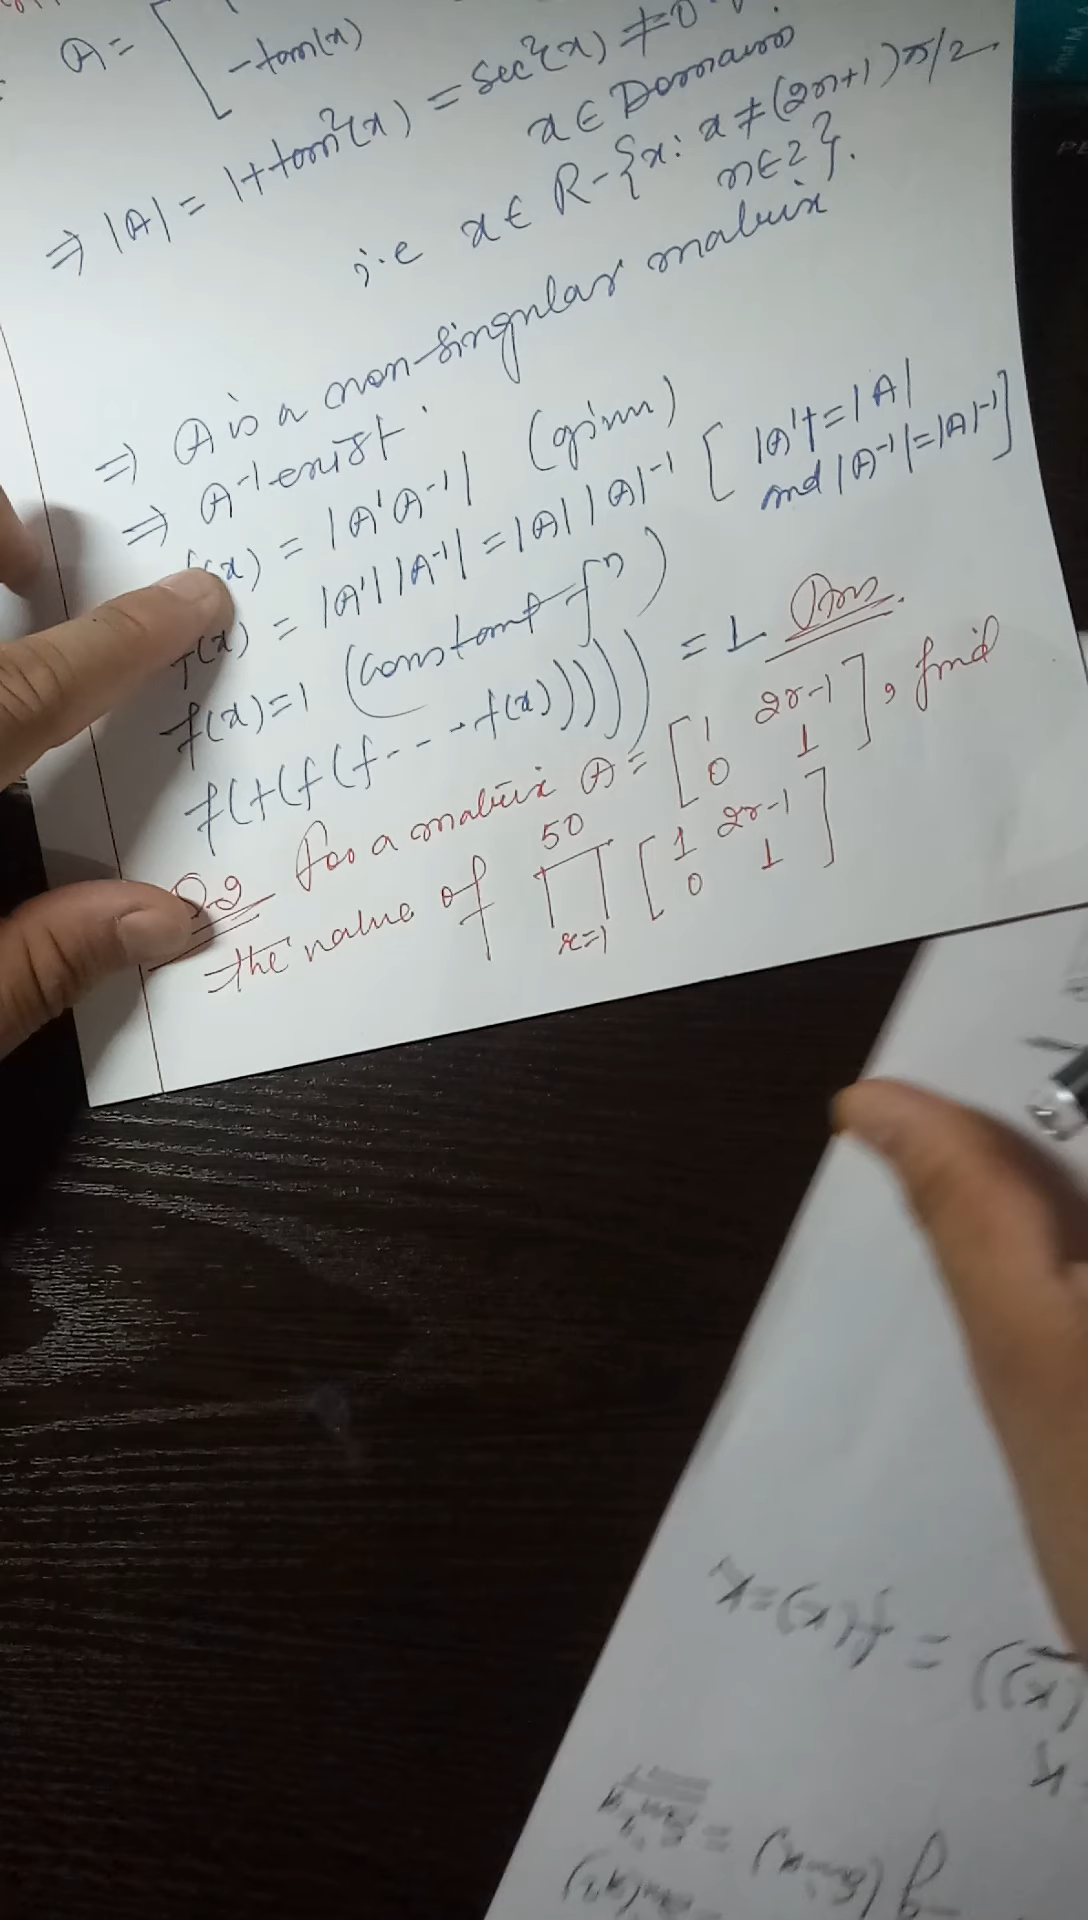 A = [
-tan(x)
⇒ |A| = 1+tan²(x) = sec²(x) ≠ 0
x ∈ Domain
i.e x ∈ R-{x: x ≠ (2n+1)π/2
n∈Z}.
⇒ A is a non-singular matrix
⇒ A⁻¹ exist
f(x) = |A'A⁻¹| (given)
f(x) = |A'||A⁻¹| = |A||A|⁻¹ [ |A'| = |A|
and |A⁻¹| = |A|⁻¹]
f(x)=1 (constant fⁿ)
f(f(f(f----f(x))))) = 1 Ans.
Q2 for a matrix A = [1 2r-1
0 1], find
the value of ∏ 50 r=1 [1 2r-1
0 1]
f(x)=x